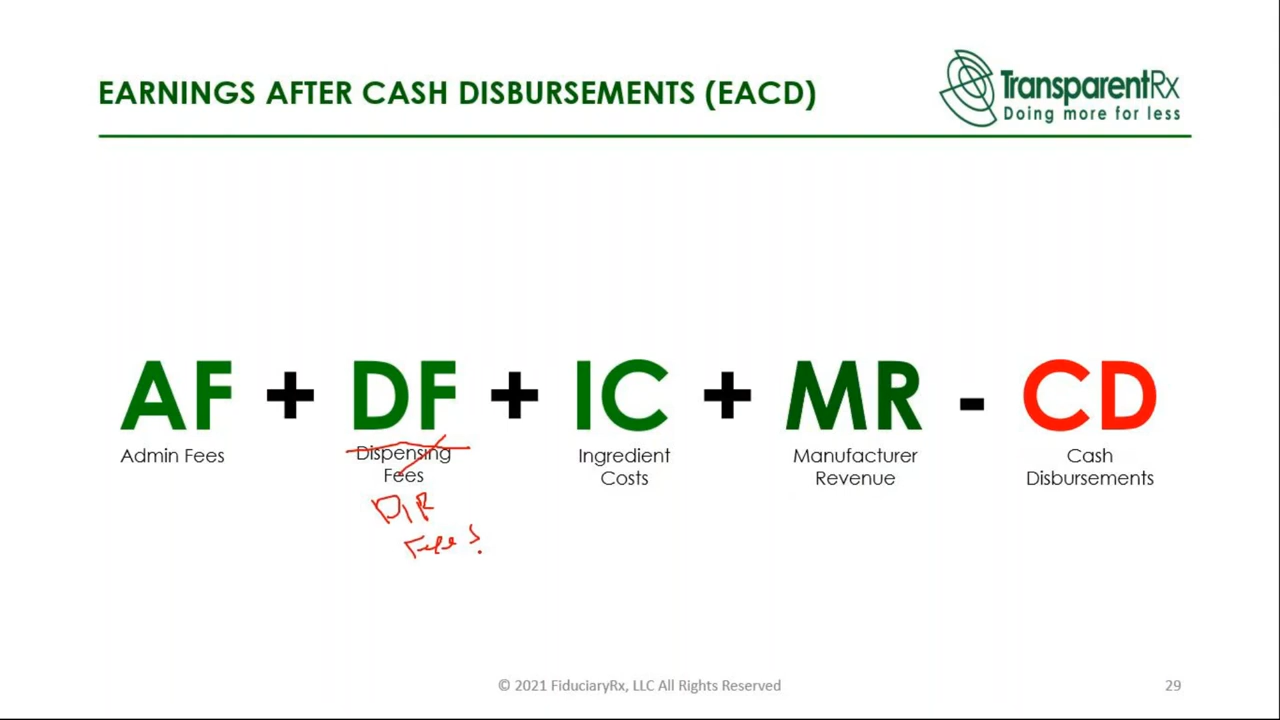 EARNINGS AFTER CASH DISBURSEMENTS (EACD)
TransparentRx
Doing more for less
AF + DF + IC + MR - CD
Admin Fees
Dispensing
Fees
Ingredient
Costs
Manufacturer
Revenue
Cash
Disbursements
DIR
Fees
© 2021 FiduciaryRx, LLC All Rights Reserved
29